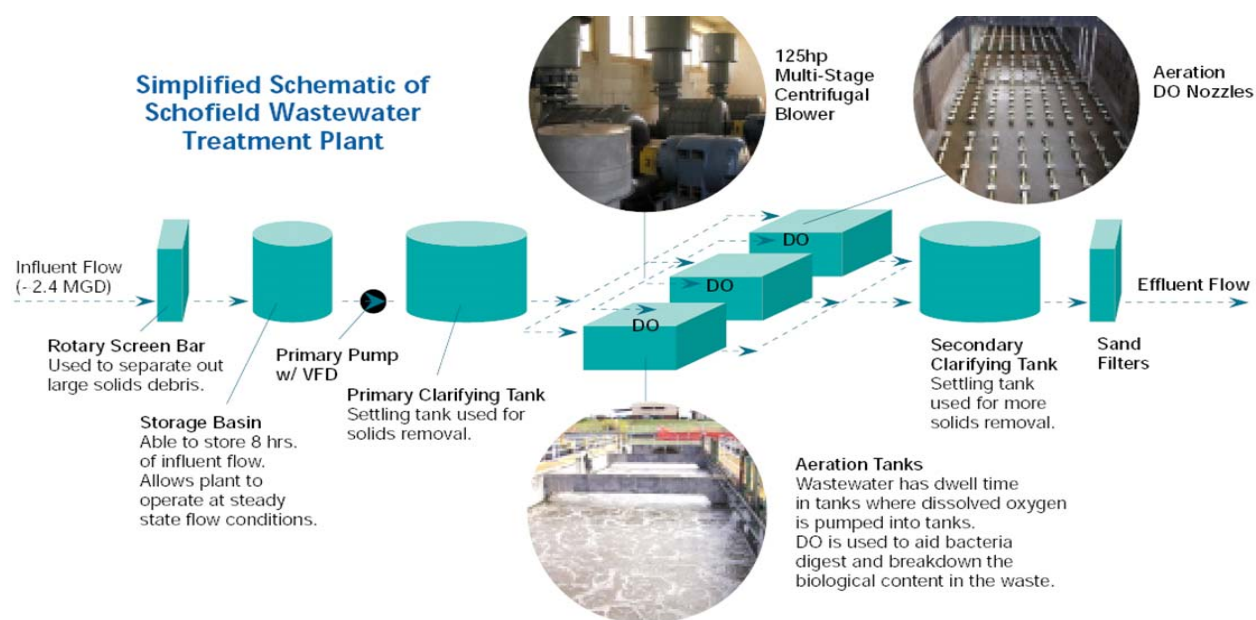 Simplified Schematic of
Schofield Wastewater
Treatment Plant
125hp
Multi-Stage
Centrifugal
Blower
Aeration
DO Nozzles
Influent Flow
(~2.4 MGD)
DO
DO
DO
Effluent Flow
Rotary Screen Bar
Used to separate out
large solids debris.
Storage Basin
Able to store 8 hrs.
of influent flow.
Allows plant to
operate at steady
state flow conditions.
Primary Pump
w/ VFD
Primary Clarifying Tank
Settling tank used for
solids removal.
Secondary
Clarifying Tank
Settling tank
used for more
solids removal.
Sand
Filters
Aeration Tanks
Wastewater has dwell time
in tanks where dissolved oxygen
is pumped into tanks.
DO is used to aid bacteria
digest and breakdown the
biological content in the waste.